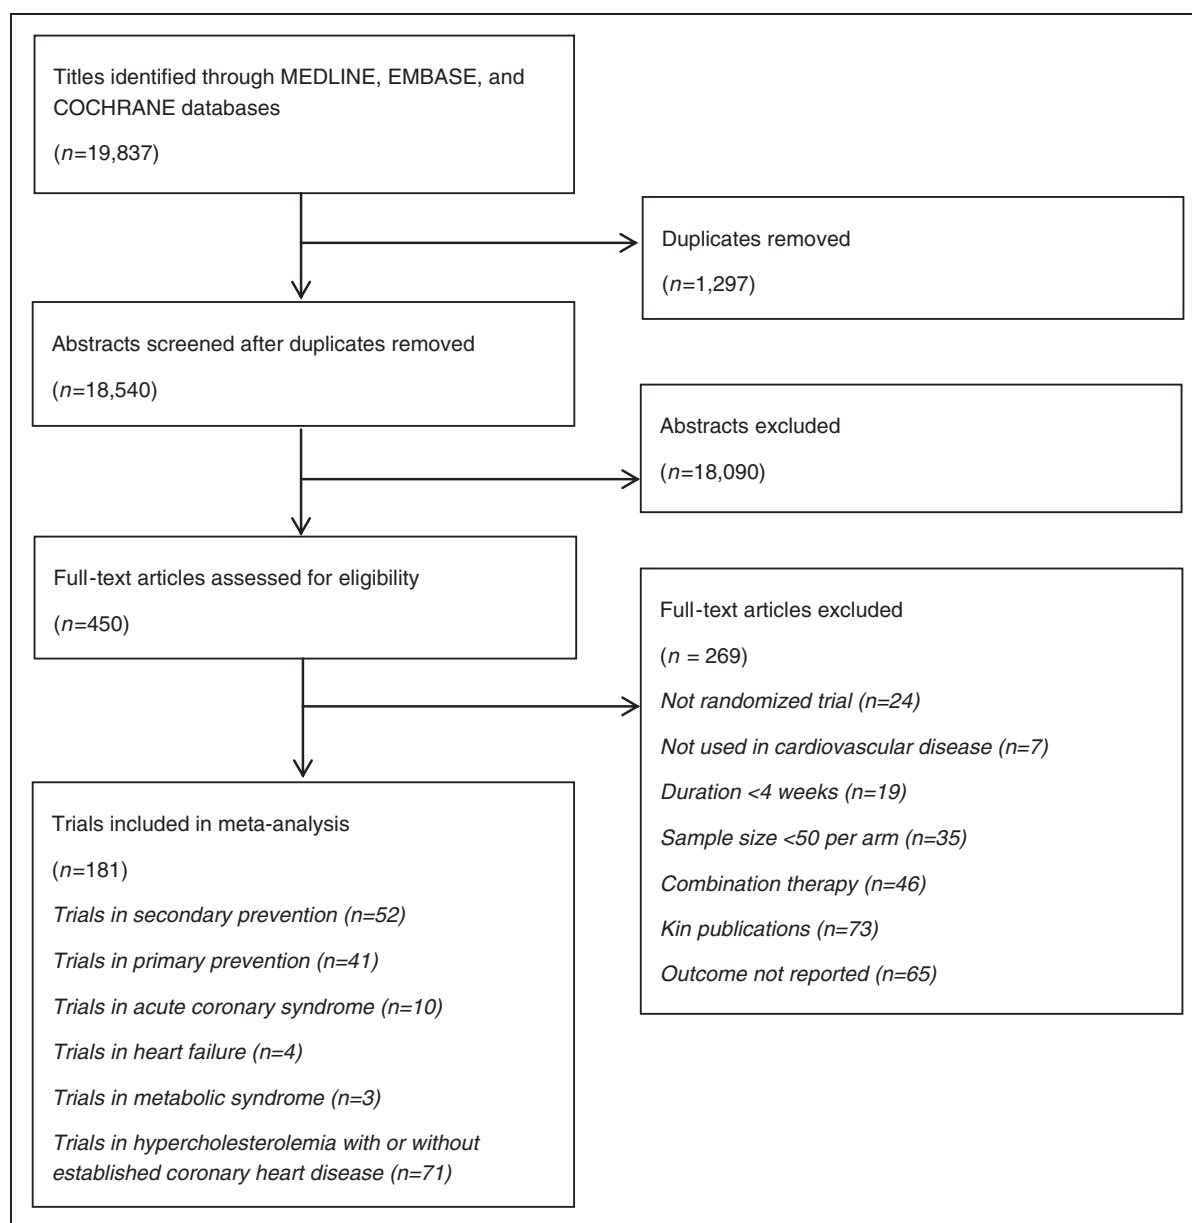 Titles identified through MEDLINE, EMBASE, and
COCHRANE databases
(n=19,837)
Duplicates removed
(n=1,297)
Abstracts screened after duplicates removed
(n=18,540)
Abstracts excluded
(n=18,090)
Full-text articles assessed for eligibility
(n=450)
Full-text articles excluded
(n = 269)
Not randomized trial (n=24)
Not used in cardiovascular disease (n=7)
Duration <4 weeks (n=19)
Sample size <50 per arm (n=35)
Combination therapy (n=46)
Kin publications (n=73)
Outcome not reported (n=65)
Trials included in meta-analysis
(n=181)
Trials in secondary prevention (n=52)
Trials in primary prevention (n=41)
Trials in acute coronary syndrome (n=10)
Trials in heart failure (n=4)
Trials in metabolic syndrome (n=3)
Trials in hypercholesterolemia with or without
established coronary heart disease (n=71)